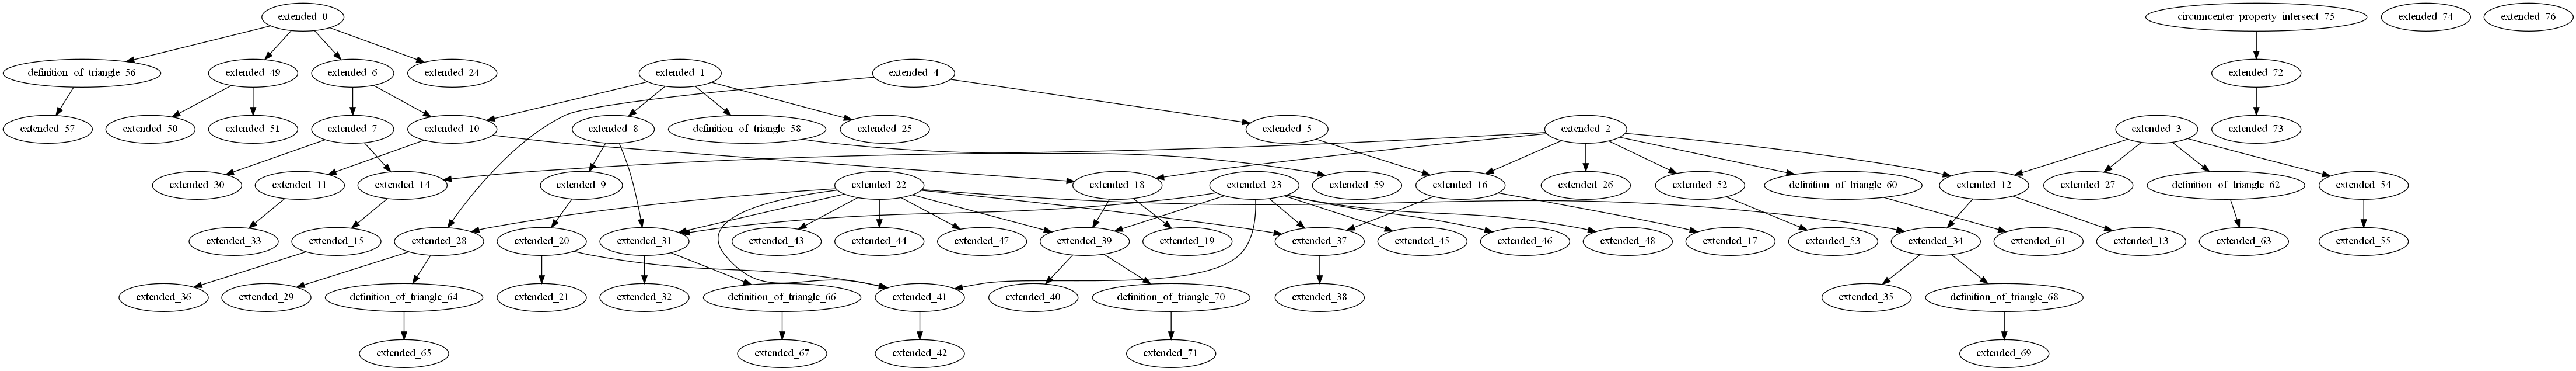 extended_0
circumcenter_property_intersect_75
extended_74
extended_76
definition_of_triangle_56
extended_49
extended_6
extended_24
extended_1
extended_4
extended_72
extended_57
extended_50
extended_51
extended_7
extended_10
extended_8
definition_of_triangle_58
extended_25
extended_5
extended_2
extended_3
extended_73
extended_30
extended_11
extended_14
extended_9
extended_22
extended_18
extended_23
extended_59
extended_16
extended_26
extended_52
definition_of_triangle_60
extended_12
extended_27
definition_of_triangle_62
extended_54
extended_33
extended_15
extended_28
extended_20
extended_31
extended_43
extended_44
extended_47
extended_39
extended_19
extended_37
extended_45
extended_46
extended_48
extended_17
extended_53
extended_34
extended_61
extended_13
extended_63
extended_55
extended_36
extended_29
definition_of_triangle_64
extended_21
extended_32
definition_of_triangle_66
extended_41
extended_40
definition_of_triangle_70
extended_38
extended_35
definition_of_triangle_68
extended_65
extended_67
extended_42
extended_71
extended_69